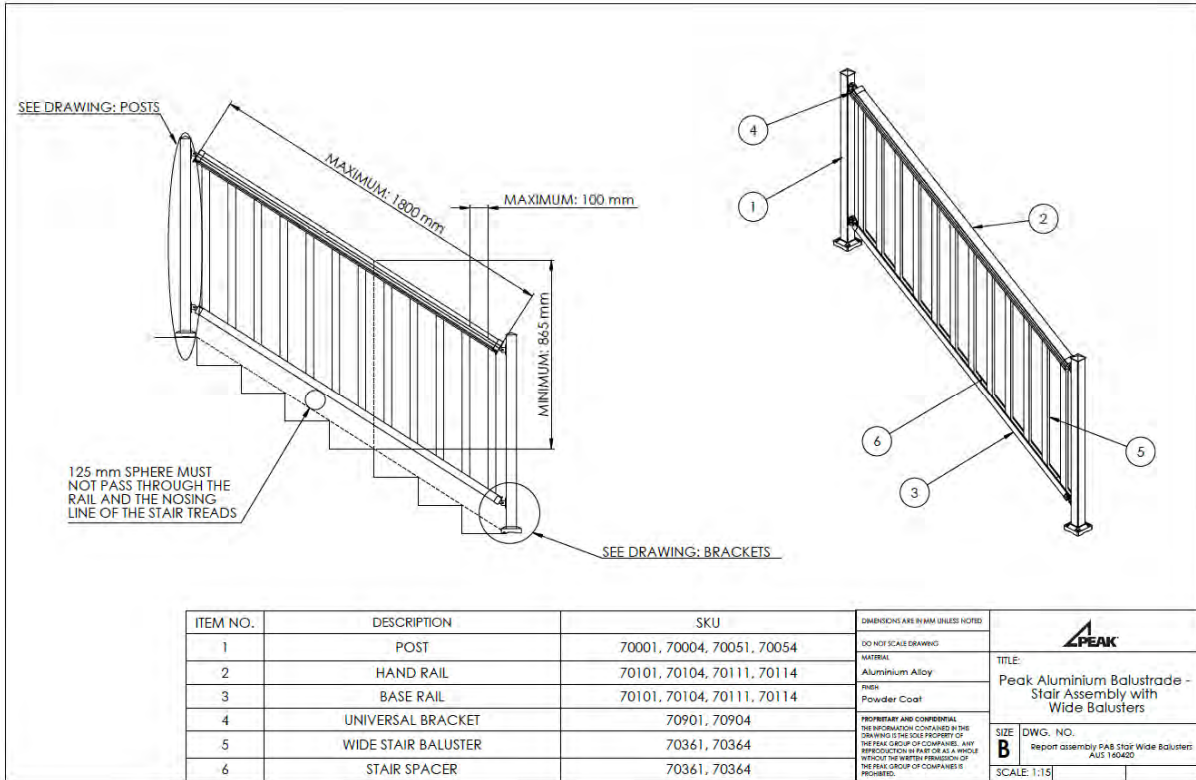 SEE DRAWING: POSTS
MAXIMUM: 1800 mm
MAXIMUM: 100 mm
MINIMUM: 865 mm
125 mm SPHERE MUST
NOT PASS THROUGH THE
RAIL AND THE NOSING
LINE OF THE STAIR TREADS
SEE DRAWING: BRACKETS
4
1
2
6
5
3
ITEM NO. DESCRIPTION SKU
1 POST 70001, 70004, 70051, 70054
2 HAND RAIL 70101, 70104, 70111, 70114
3 BASE RAIL 70101, 70104, 70111, 70114
4 UNIVERSAL BRACKET 70901, 70904
5 WIDE STAIR BALUSTER 70361, 70364
6 STAIR SPACER 70361, 70364
DIMENSIONS ARE IN MM UNLESS NOTED
DO NOT SCALE DRAWING
MATERIAL
Aluminium Alloy
FINISH
Powder Coat
PROPRIETARY AND CONFIDENTIAL
THE INFORMATION CONTAINED IN THIS
DRAWING IS THE SOLE PROPERTY OF
THE PEAK GROUP OF COMPANIES. ANY
REPRODUCTION IN PART OR AS A WHOLE
WITHOUT THE WRITTEN PERMISSION OF
THE PEAK GROUP OF COMPANIES IS
PROHIBITED.
PEAK
TITLE:
Peak Aluminium Balustrade -
Stair Assembly with
Wide Balusters
SIZE DWG. NO.
B Report assembly PAB Stair Wide Balusters
AUS 160420
SCALE: 1:15